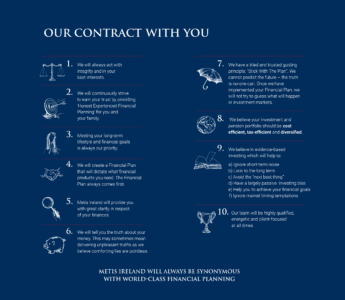 OUR CONTRACT WITH YOU
1. We will always act with
integrity and in your
best interests.
2. We will continuously strive
to earn your trust by providing
Honest Experienced Financial
Planning for you and
your family.
3. Meeting your long-term
lifestyle and financial goals
is always our priority.
4. We will create a Financial Plan
that will dictate what financial
products you need. The Financial
Plan always comes first.
5. Metis Ireland will provide you
with great clarity in respect
of your finances.
6. We will tell you the truth about your
money. This may sometimes mean
delivering unpleasant truths, as we
believe comforting lies are pointless.
7. We have a tried and trusted guiding
principle: "Stick With The Plan". We
cannot predict the future – the truth
is no-one can. Once we have
implemented your Financial Plan, we
will not try to guess what will happen
in investment markets.
8. We believe your investment and
pension portfolio should be cost
efficient, tax-efficient and diversified.
9. We believe in evidence-based
investing which will help to:
a) Ignore short-term noise
b) Look to the long term
c) Avoid the "next best thing"
d) Have a largely passive investing bias
e) Help you to achieve your financial goals
f) Ignore market timing temptations
10. Our team will be highly qualified,
energetic and client focused
at all times.
METIS IRELAND WILL ALWAYS BE SYNONYMOUS
WITH WORLD-CLASS FINANCIAL PLANNING